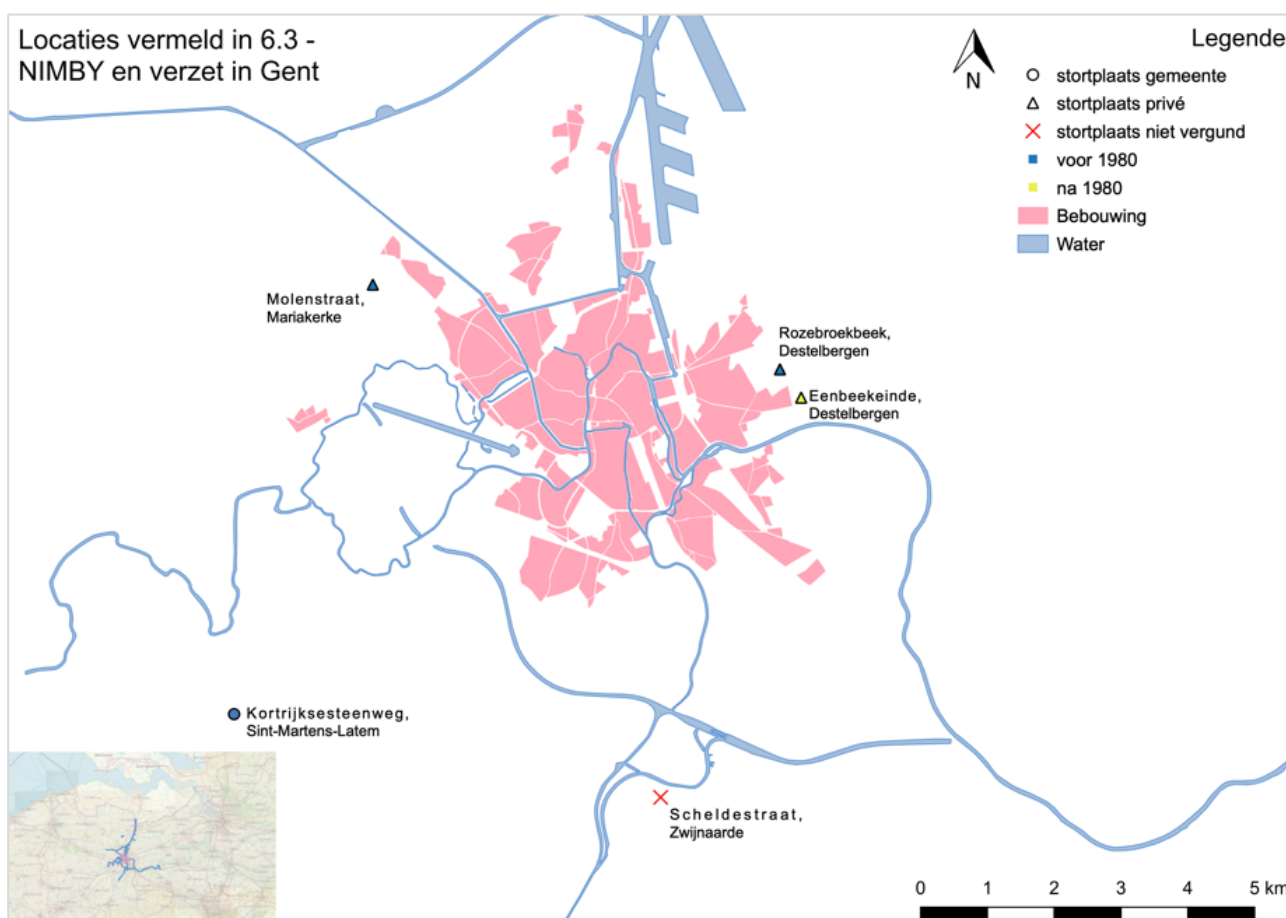 Locaties vermeld in 6.3 -
NIMBY en verzet in Gent
N
Legende
stortplaats gemeente
stortplaats privé
stortplaats niet vergund
voor 1980
na 1980
Bebouwing
Water
Molenstraat,
Mariakerke
Rozebroekbeek,
Destelbergen
Eenbeekeinde,
Destelbergen
Kortrijksesteenweg,
Sint-Martens-Latem
Scheldestraat,
Zwijnaarde
0 1 2 3 4 5 km